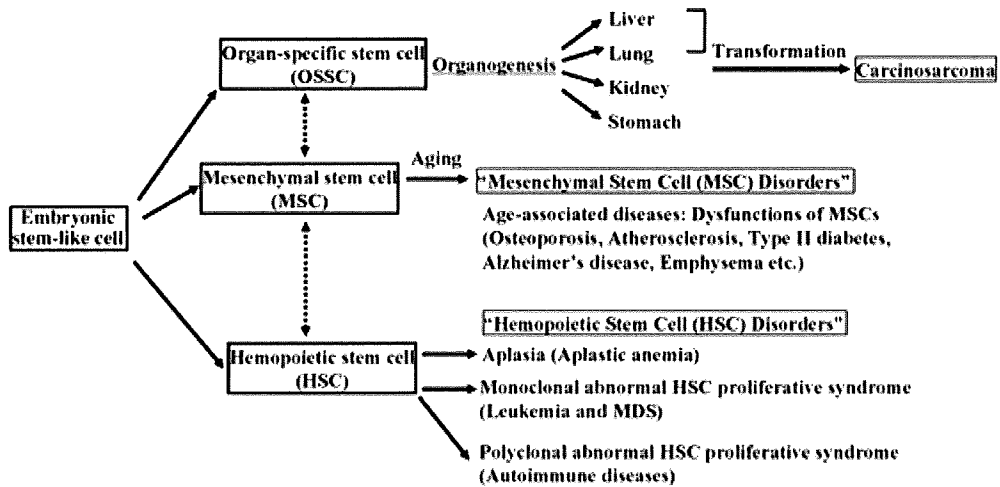 Organ-specific stem cell
(OSSC)
Organogenesis
Liver
Lung
Kidney
Stomach
Transformation
Carcinosarcoma
Embryonic
stem-like cell
Mesenchymal stem cell
(MSC)
Aging
"Mesenchymal Stem Cell (MSC) Disorders"
Age-associated diseases: Dysfunctions of MSCs
(Osteoporosis, Atherosclerosis, Type II diabetes,
Alzheimer's disease, Emphysema etc.)
Hemopoietic stem cell
(HSC)
"Hemopoietic Stem Cell (HSC) Disorders"
Aplasia (Aplastic anemia)
Monoclonal abnormal HSC proliferative syndrome
(Leukemia and MDS)
Polyclonal abnormal HSC proliferative syndrome
(Autoimmune diseases)